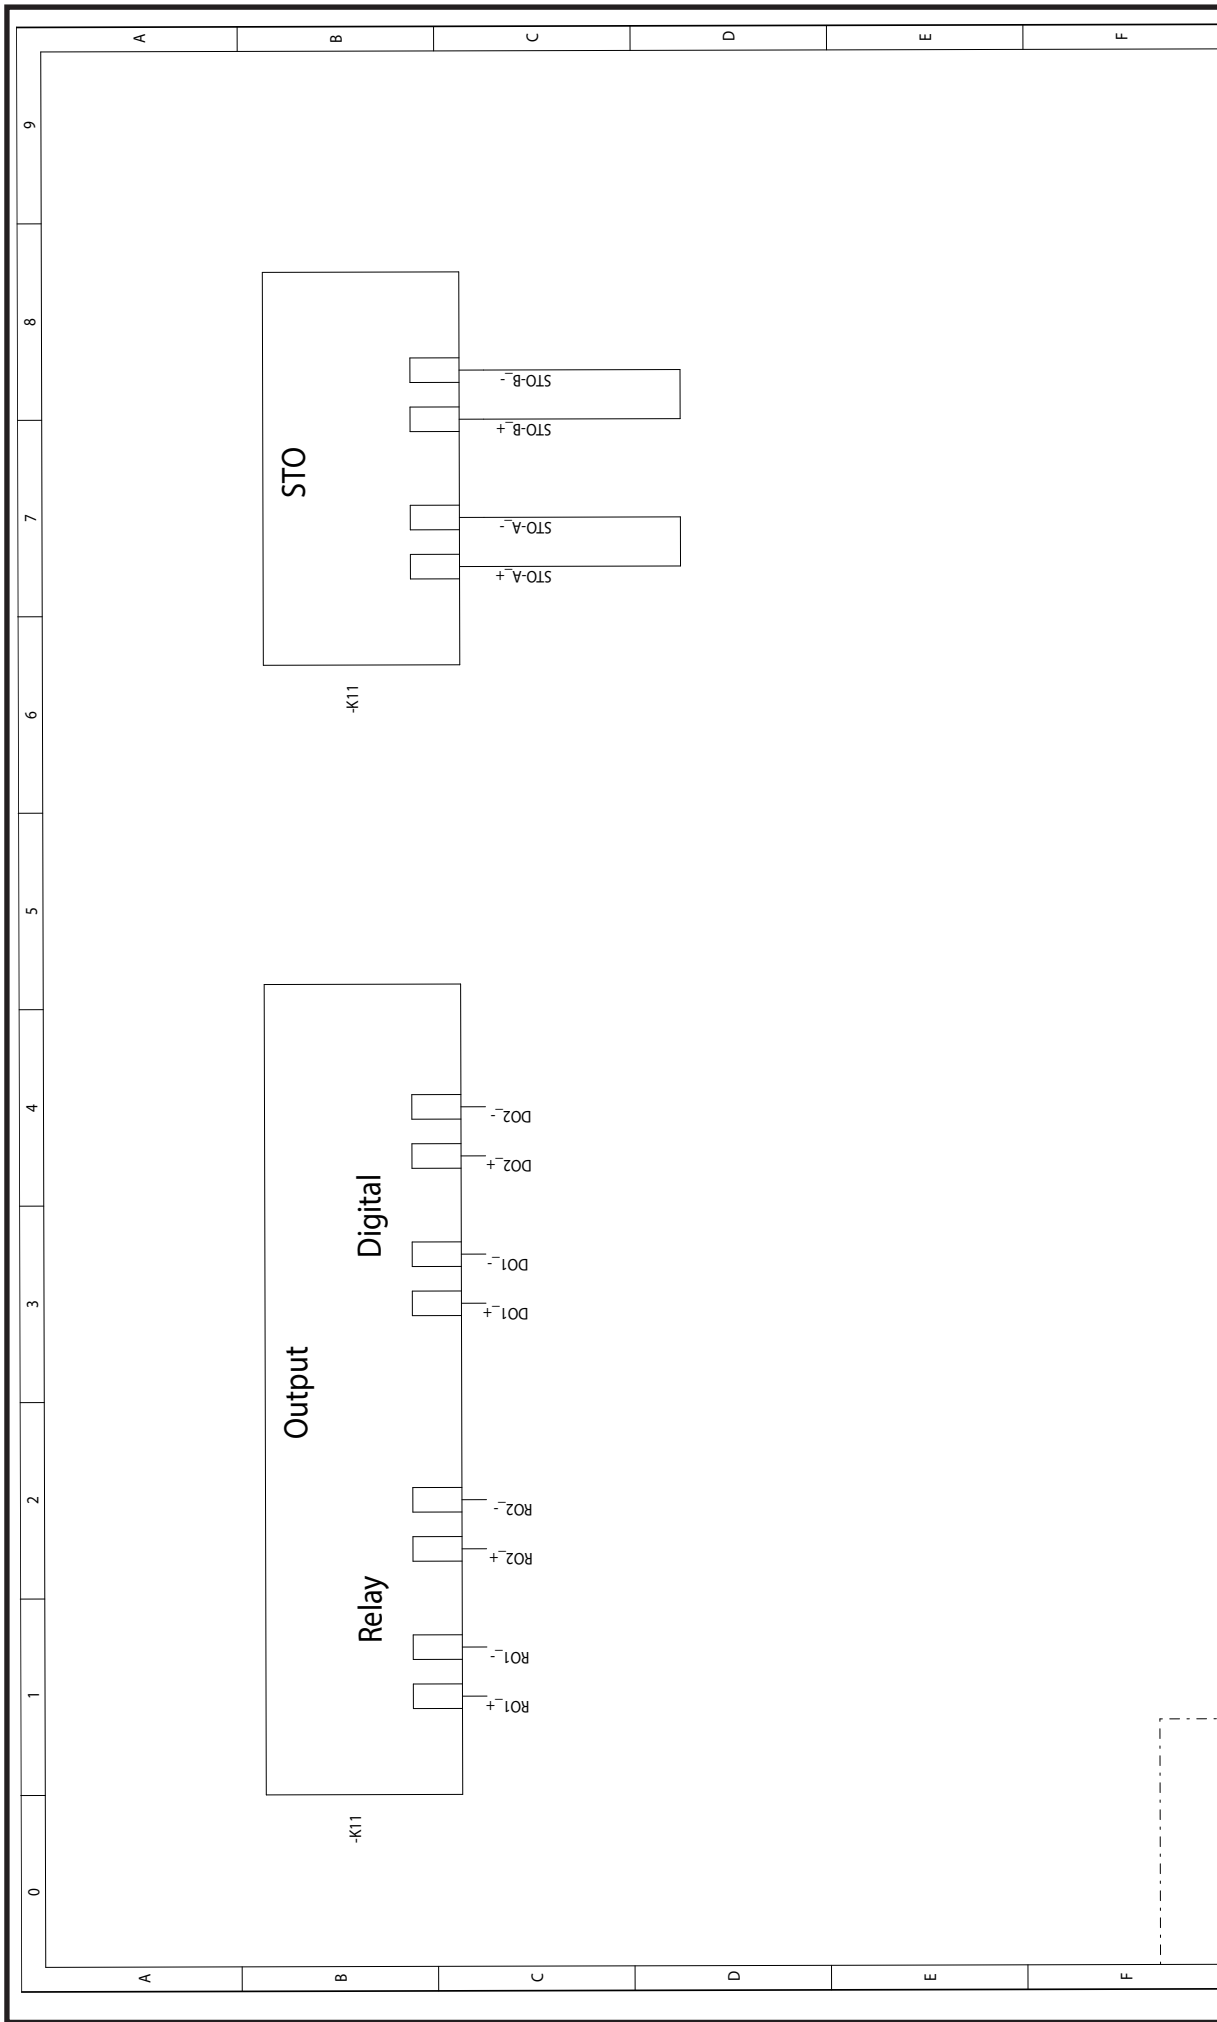 0
1
2
3
4
5
6
7
8
9
A
A
B
B
C
C
D
D
E
E
F
F
-K11
Output
Relay
Digital
RO1_+
RO1_-
RO2_+
RO2_-
DO1_+
DO1_-
DO2_+
DO2_-
-K11
STO
STO-A_+
STO-A_-
STO-B_+
STO-B_-